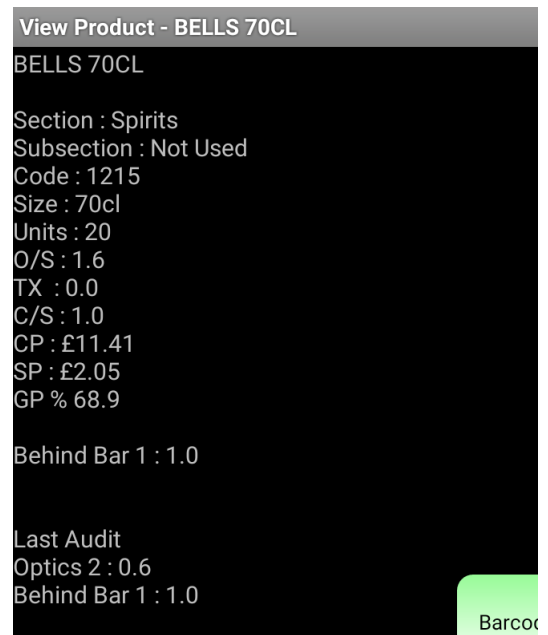 View Product - BELLS 70CL
BELLS 70CL
Section : Spirits
Subsection : Not Used
Code : 1215
Size : 70cl
Units : 20
O/S : 1.6
TX : 0.0
C/S : 1.0
CP : £11.41
SP : £2.05
GP % 68.9
Behind Bar 1 : 1.0
Last Audit
Optics 2 : 0.6
Behind Bar 1 : 1.0